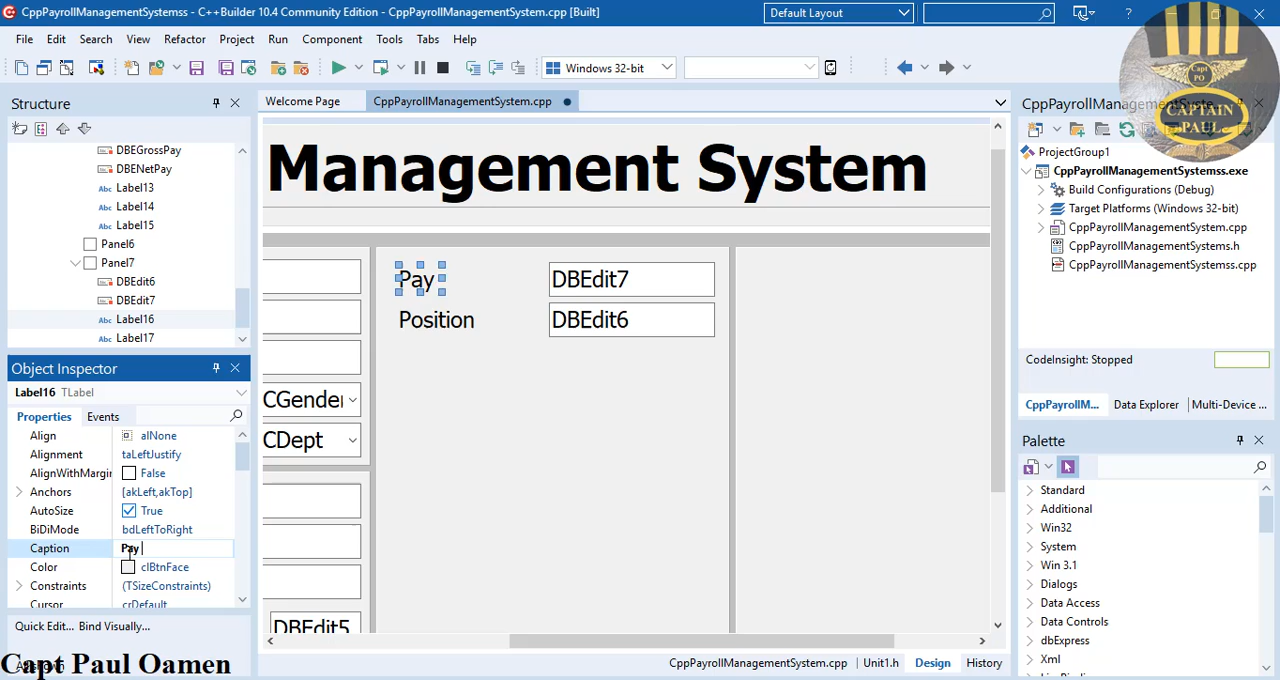 CppPayrollManagementSystemss - C++Builder 10.4 Community Edition - CppPayrollManagementSystem.cpp [Built]
Default Layout
File Edit Search View Refactor Project Run Component Tools Tabs Help
Windows 32-bit
Structure
DBEGrossPay
DBENetPay
Label13
Label14
Label15
Panel6
Panel7
DBEdit6
DBEdit7
Label16
Label17
Object Inspector
Label16 TLabel
Properties Events
Align alNone
Alignment taLeftJustify
AlignWithMargin False
Anchors [akLeft,akTop]
AutoSize True
BiDiMode bdLeftToRight
Caption Pay
Color clBtnFace
Constraints (TSizeConstraints)
Cursor crDefault
Quick Edit... Bind Visually...
Capt Paul Oamen
Welcome Page CppPayrollManagementSystem.cpp
Management System
Pay DBEdit7
Position DBEdit6
CGender
CDept
DBEdit5
CppPayrollManagementSystem.cpp Unit1.h Design History
CppPayrollManagementSyste
Capt
PO
CAPTAIN
PAUL
ProjectGroup1
CppPayrollManagementSystemss.exe
Build Configurations (Debug)
Target Platforms (Windows 32-bit)
CppPayrollManagementSystem.cpp
CppPayrollManagementSystems.h
CppPayrollManagementSystemss.cpp
CodeInsight: Stopped
CppPayrollM... Data Explorer Multi-Device ...
Palette
Standard
Additional
Win32
System
Win 3.1
Dialogs
Data Access
Data Controls
dbExpress
Xml